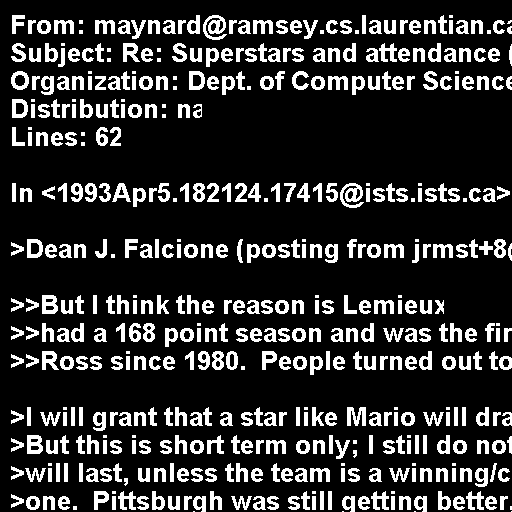 From: maynard@ramsey.cs.laurentian.ca
Subject: Re: Superstars and attendance (
Organization: Dept. of Computer Science
Distribution: na
Lines: 62
In <1993Apr5.182124.17415@ists.ists.ca>
>Dean J. Falcione (posting from jrmst+8
>>But I think the reason is Lemieux
>>had a 168 point season and was the
>>Ross since 1980.  People turned out to
>I will grant that a star like Mario will
>But this is short term only; I still do not
>will last, unless the team is a
>one.  Pittsburgh was still getting better,